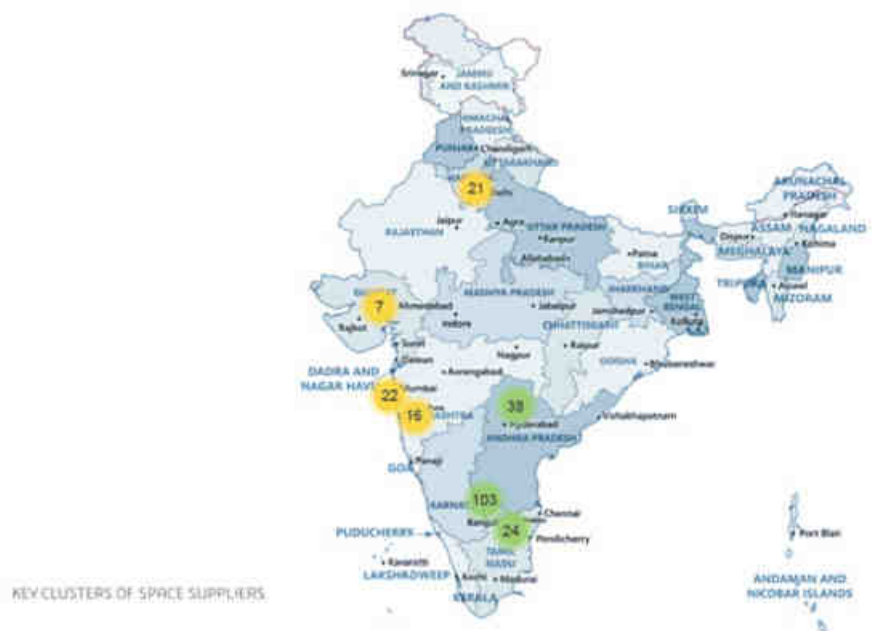 Srinagar
JAMMU
AND KASHMIR
HIMACHAL
PRADESH
PUNJAB
Chandigarh
UTTARAKHAND
21
ARUNACHAL
PRADESH
SIKKIM
Jaipur
Agra
UTTAR PRADESH
Itanagar
RAJASTHAN
Kanpur
ASSAM
NAGALAND
Dispur
Kohima
Allahabad
Patna
MEGHALAYA
BIHAR
MANIPUR
7
Ahmedabad
MADHYA PRADESH
JHARKHAND
TRIPURA
Aizawl
MIZORAM
Rajkot
Indore
Jabalpur
Jamshedpur
WEST
BENGAL
Kolkata
CHHATTISGARH
Surat
Daman
Nagpur
Raipur
ODISHA
Bhubaneshwar
DADRA AND
NAGAR HAVELI
Aurangabad
22
Mumbai
16
38
Hyderabad
Vishakhapatnam
ANDHRA PRADESH
GOA
Panaji
103
24
Chennai
PUDUCHERRY
Pondicherry
Port Blair
TAMIL
NADU
Kavaratti
LAKSHADWEEP
Kochi
Madurai
KERALA
ANDAMAN AND
NICOBAR ISLANDS
KEY CLUSTERS OF SPACE SUPPLIERS